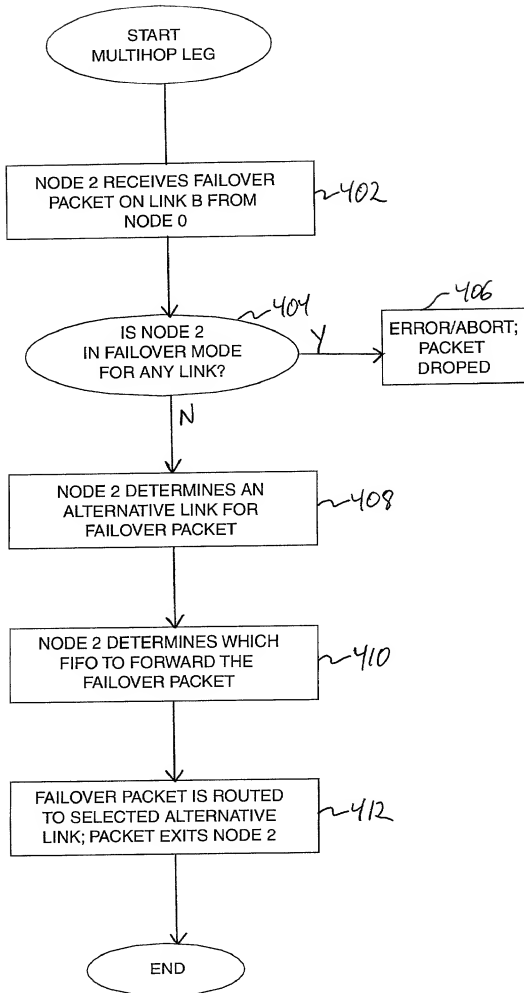 START
MULTIHOP LEG
NODE 2 RECEIVES FAILOVER
PACKET ON LINK B FROM
NODE 0
402
404
IS NODE 2
IN FAILOVER MODE
FOR ANY LINK?
Y
406
ERROR/ABORT;
PACKET
DROPED
N
NODE 2 DETERMINES AN
ALTERNATIVE LINK FOR
FAILOVER PACKET
408
NODE 2 DETERMINES WHICH
FIFO TO FORWARD THE
FAILOVER PACKET
410
FAILOVER PACKET IS ROUTED
TO SELECTED ALTERNATIVE
LINK; PACKET EXITS NODE 2
412
END